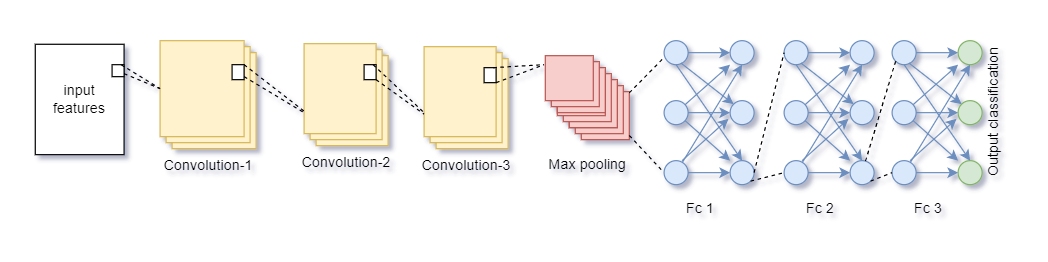 input
features
Convolution-1
Convolution-2
Convolution-3
Max pooling
Fc 1
Fc 2
Fc 3
Output classification